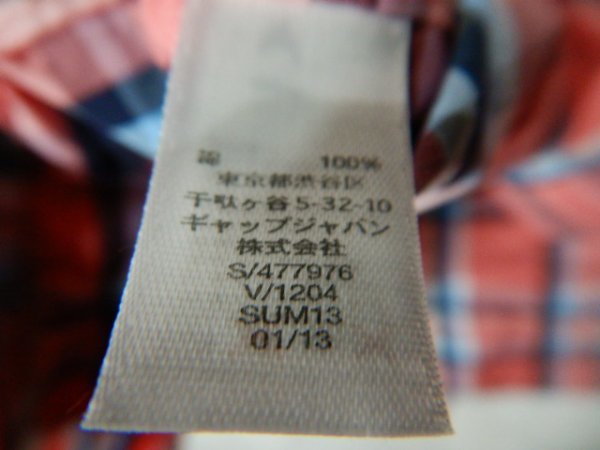 綿 100%
東京都渋谷区
千駄ヶ谷5-32-10
ギャップジャパン
株式会社
S/477976
V/1204
SUM13
01/13